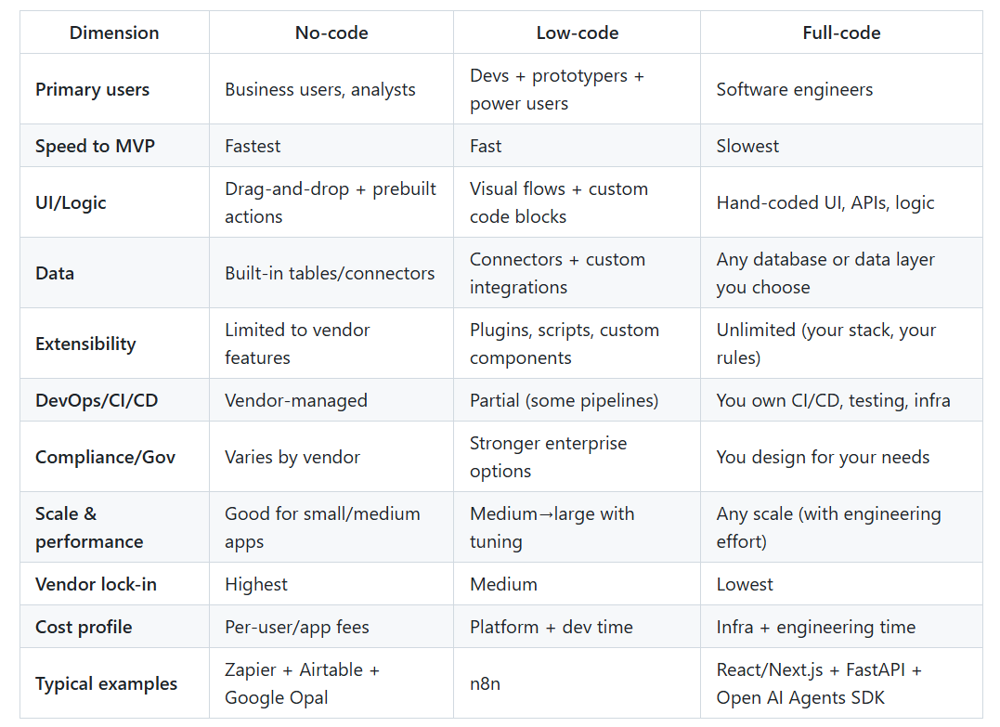 Dimension No-code Low-code Full-code
Primary users Business users, analysts Devs + prototypers + Software engineers
power users
Speed to MVP Fastest Fast Slowest
UI/Logic Drag-and-drop + prebuilt Visual flows + custom Hand-coded UI, APIs, logic
actions code blocks
Data Built-in tables/connectors Connectors + custom Any database or data layer
integrations you choose
Extensibility Limited to vendor Plugins, scripts, custom Unlimited (your stack, your
features components rules)
DevOps/CI/CD Vendor-managed Partial (some pipelines) You own CI/CD, testing, infra
Compliance/Gov Varies by vendor Stronger enterprise You design for your needs
options
Scale & Good for small/medium Medium→large with Any scale (with engineering
performance apps tuning effort)
Vendor lock-in Highest Medium Lowest
Cost profile Per-user/app fees Platform + dev time Infra + engineering time
Typical examples Zapier + Airtable + n8n React/Next.js + FastAPI +
Google Opal Open AI Agents SDK